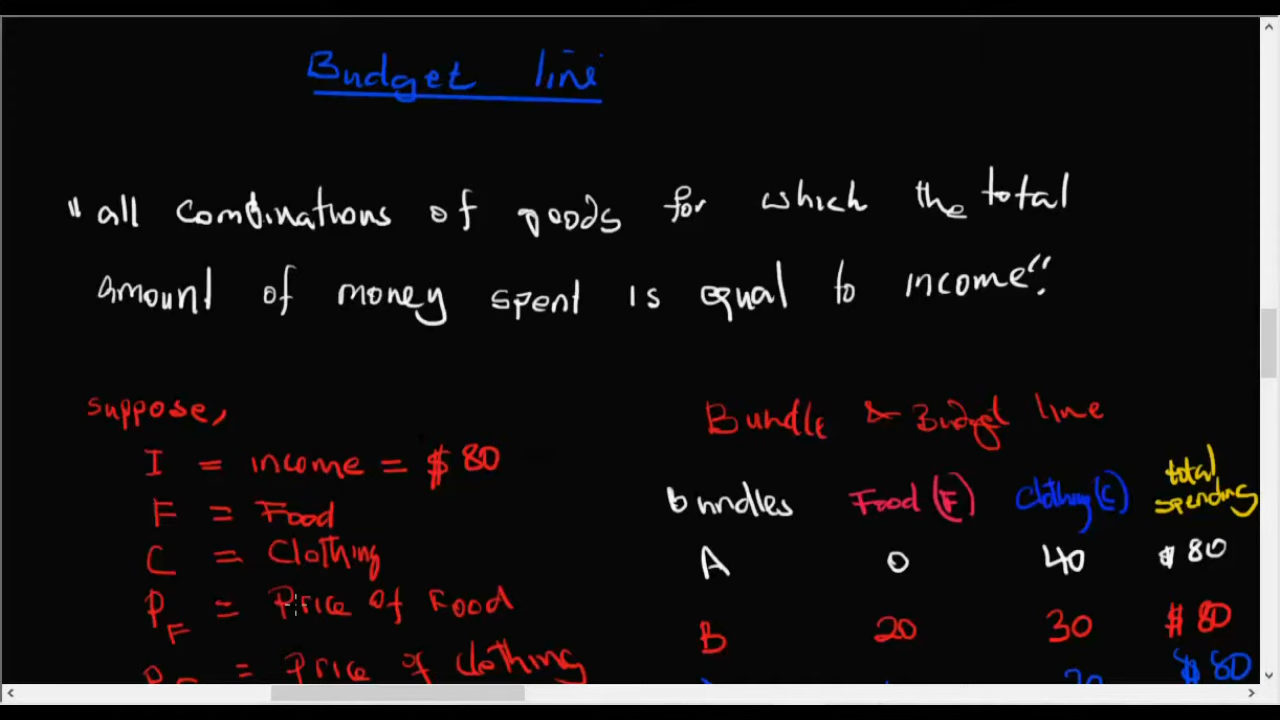 Budget line
"all combinations of goods for which the total
amount of money spent is equal to income".
suppose,
I = income = $ 80
F = Food
C = Clothing
PF = Price of Food
= Price of clothing
Bundle & Budget line
bundles Food (F) Clothing (C) total spending
A 0 40 $ 80
B 20 30 $ 80
$ 80